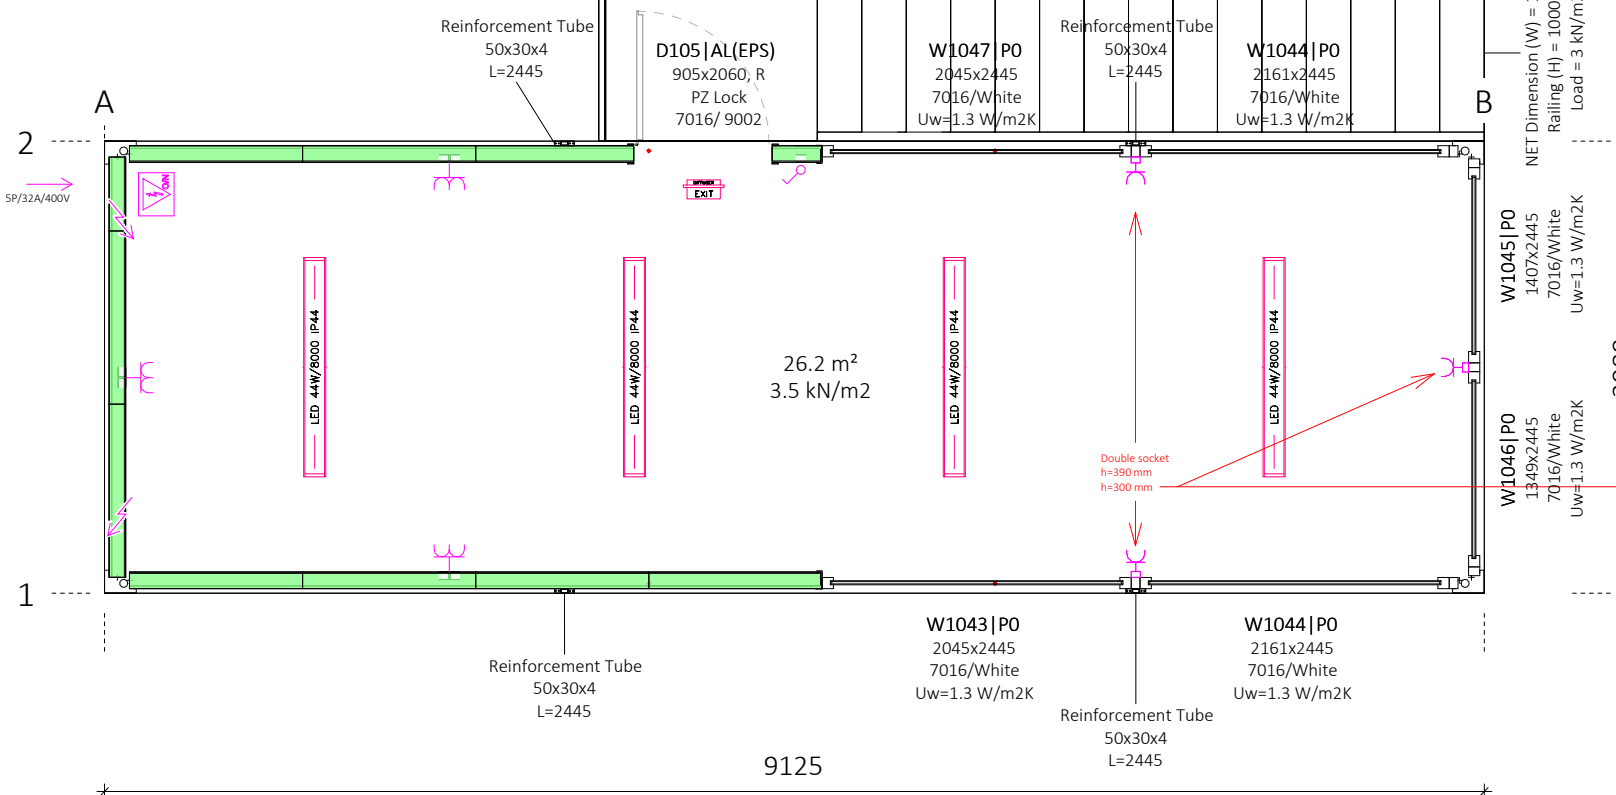 Reinforcement Tube
50x30x4
L=2445
D105|AL(EPS)
905x2060, R
PZ Lock
7016/ 9002
W1047|P0
2045x2445
7016/White
Uw=1.3 W/m2K
Reinforcement Tube
50x30x4
L=2445
W1044|P0
2161x2445
7016/White
Uw=1.3 W/m2K
NET Dimension (W) =
Railing (H) = 1000
Load = 3 kN/m2
A
B
2
5P/32A/400V
EXIT
W1045|P0
1407x2445
7016/White
Uw=1.3 W/m2K
LED 44W/8000 IP44
LED 44W/8000 IP44
LED 44W/8000 IP44
LED 44W/8000 IP44
26.2 m²
3.5 kN/m2
Double socket
h=390 mm
h=300 mm
W1046|P0
1349x2445
7016/White
Uw=1.3 W/m2K
1
Reinforcement Tube
50x30x4
L=2445
W1043|P0
2045x2445
7016/White
Uw=1.3 W/m2K
W1044|P0
2161x2445
7016/White
Uw=1.3 W/m2K
Reinforcement Tube
50x30x4
L=2445
9125